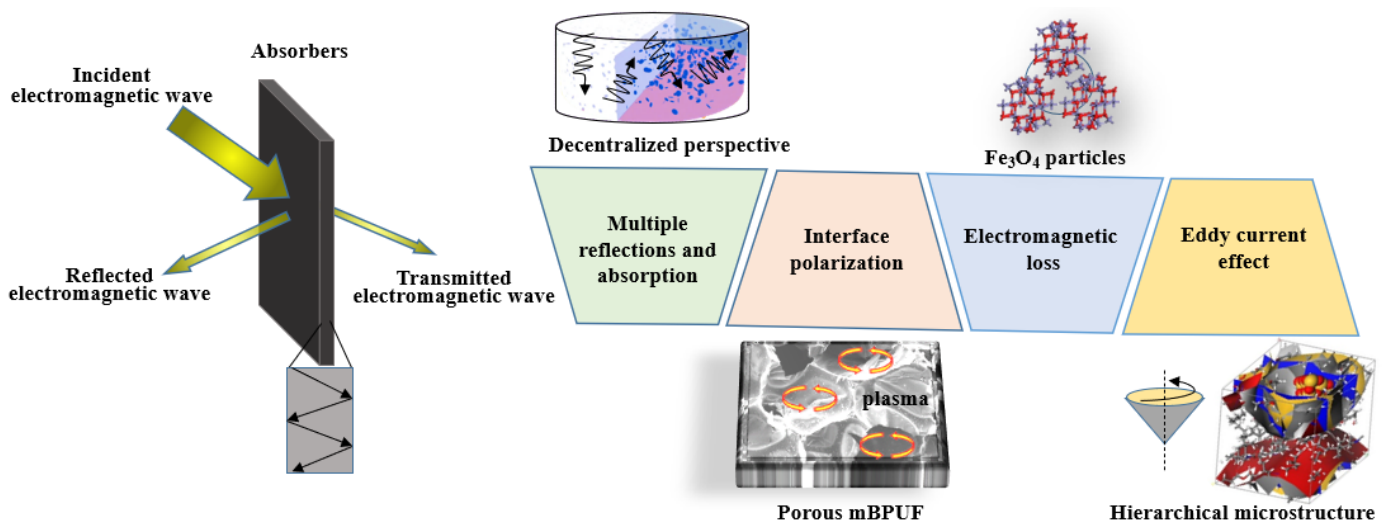 Absorbers
Incident
electromagnetic wave
Reflected
electromagnetic wave
Transmitted
electromagnetic wave
Decentralized perspective
Fe₃O₄ particles
Multiple
reflections and
absorption
Interface
polarization
Electromagnetic
loss
Eddy current
effect
plasma
Porous mBPUF
Hierarchical microstructure